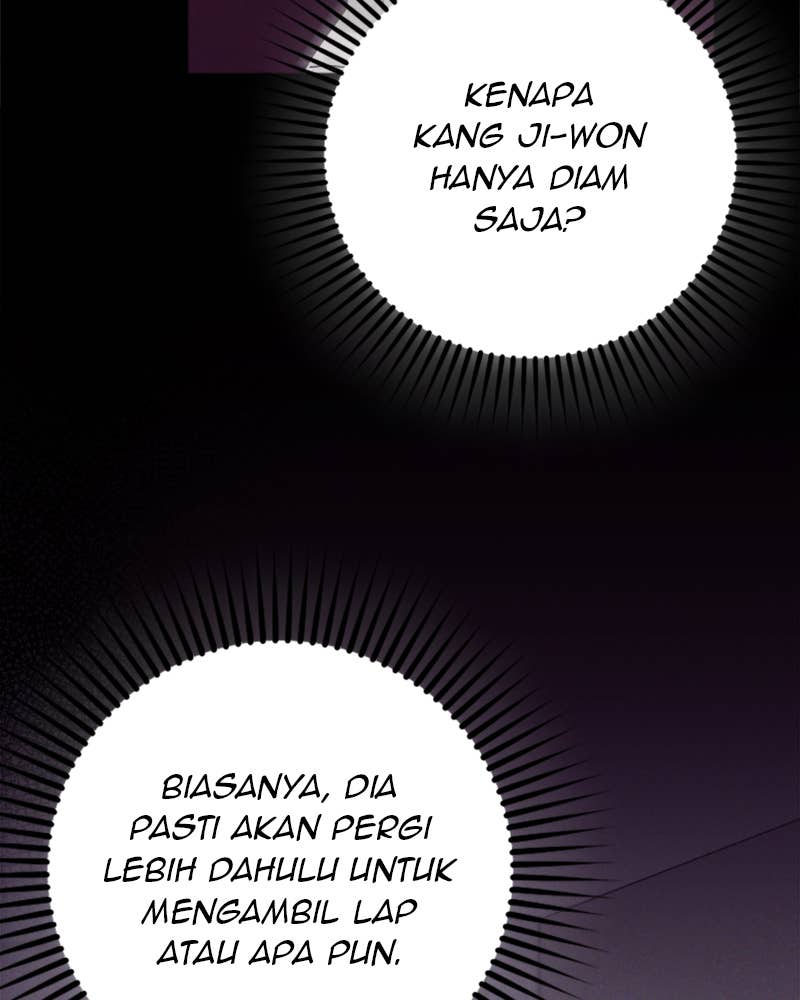 KENAPA
KANG JI-WON
HANYA DIAM
SAJA?
BIASANYA, DIA
PASTI AKAN PERGI
LEBIH DAHULU UNTUK
MENGAMBIL LAP
ATAU APA PUN.